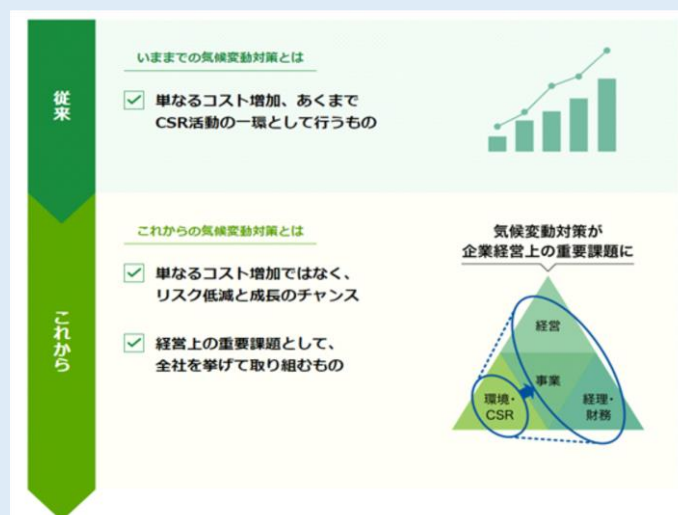 従来
いままでの気候変動対策とは
単なるコスト増加、あくまで
CSR活動の一環として行うもの
これから
これからの気候変動対策とは
単なるコスト増加ではなく、
リスク低減と成長のチャンス
経営上の重要課題として、
全社を挙げて取り組むもの
気候変動対策が
企業経営上の重要課題に
経営
事業
環境・
CSR
経理・
財務